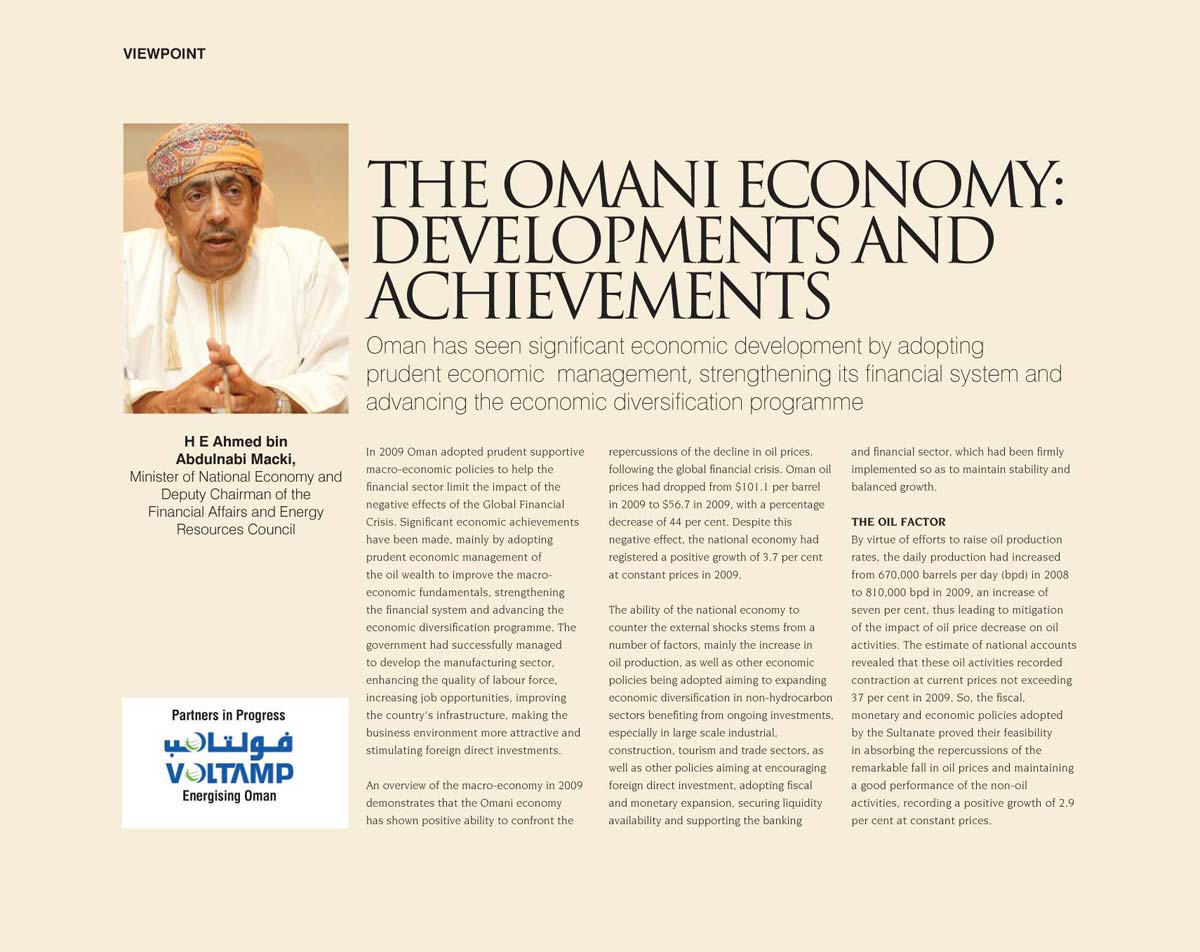 VIEWPOINT
THE OMANI ECONOMY:
DEVELOPMENTS AND
ACHIEVEMENTS
Oman has seen significant economic development by adopting
prudent economic management, strengthening its financial system and
advancing the economic diversification programme
H E Ahmed bin
Abdulnabi Macki,
Minister of National Economy and
Deputy Chairman of the
Financial Affairs and Energy
Resources Council
Partners in Progress
فولتامب
VOLTAMP
Energising Oman
In 2009 Oman adopted prudent supportive
macro-economic policies to help the
financial sector limit the impact of the
negative effects of the Global Financial
Crisis. Significant economic achievements
have been made, mainly by adopting
prudent economic management of
the oil wealth to improve the macro-
economic fundamentals, strengthening
the financial system and advancing the
economic diversification programme. The
government had successfully managed
to develop the manufacturing sector,
enhancing the quality of labour force,
increasing job opportunities, improving
the country's infrastructure, making the
business environment more attractive and
stimulating foreign direct investments.
An overview of the macro-economy in 2009
demonstrates that the Omani economy
has shown positive ability to confront the
repercussions of the decline in oil prices,
following the global financial crisis. Oman oil
prices had dropped from $101.1 per barrel
in 2009 to $56.7 in 2009, with a percentage
decrease of 44 per cent. Despite this
negative effect, the national economy had
registered a positive growth of 3.7 per cent
at constant prices in 2009.
The ability of the national economy to
counter the external shocks stems from a
number of factors, mainly the increase in
oil production, as well as other economic
policies being adopted aiming to expanding
economic diversification in non-hydrocarbon
sectors benefiting from ongoing investments,
especially in large scale industrial,
construction, tourism and trade sectors, as
well as other policies aiming at encouraging
foreign direct investment, adopting fiscal
and monetary expansion, securing liquidity
availability and supporting the banking
and financial sector, which had been firmly
implemented so as to maintain stability and
balanced growth.
THE OIL FACTOR
By virtue of efforts to raise oil production
rates, the daily production had increased
from 670,000 barrels per day (bpd) in 2008
to 810,000 bpd in 2009, an increase of
seven per cent, thus leading to mitigation
of the impact of oil price decrease on oil
activities. The estimate of national accounts
revealed that these oil activities recorded
contraction at current prices not exceeding
37 per cent in 2009. So, the fiscal,
monetary and economic policies adopted
by the Sultanate proved their feasibility
in absorbing the repercussions of the
remarkable fall in oil prices and maintaining
a good performance of the non-oil
activities, recording a positive growth of 2.9
per cent at constant prices.